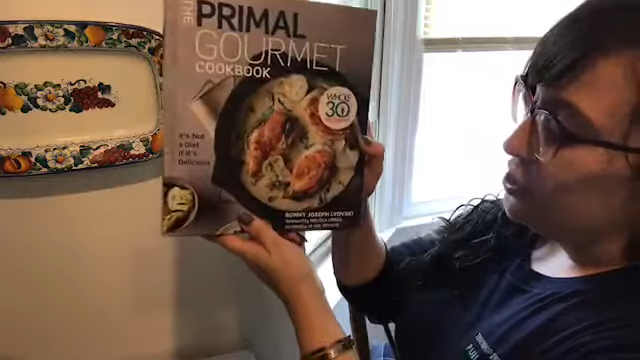 THE
PRIMAL
GOURMET
COOKBOOK
WHOLE
30
It's Not
a Diet
If It's
Delicious
RONNY JOSEPH LVOVSKI